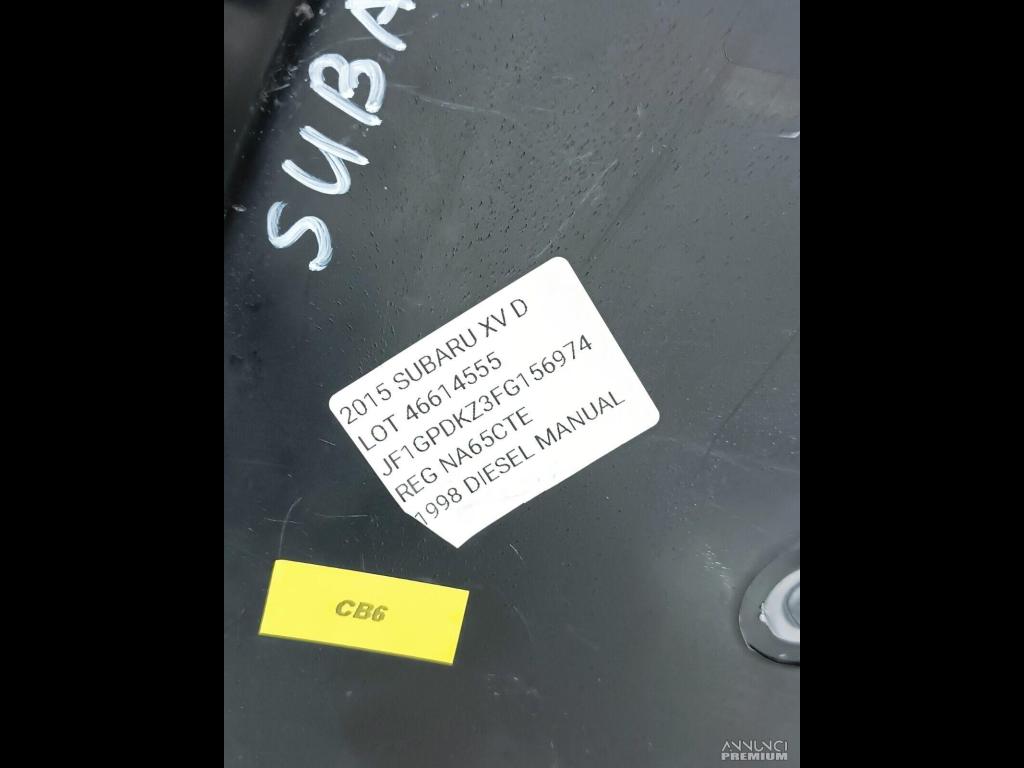 SUBA
2015 SUBARU XV D
LOT 46614555
JF1GPDKZ3FG156974
REG NA65CTE
1998 DIESEL MANUAL
CB6
ANNUNCI
PREMIUM